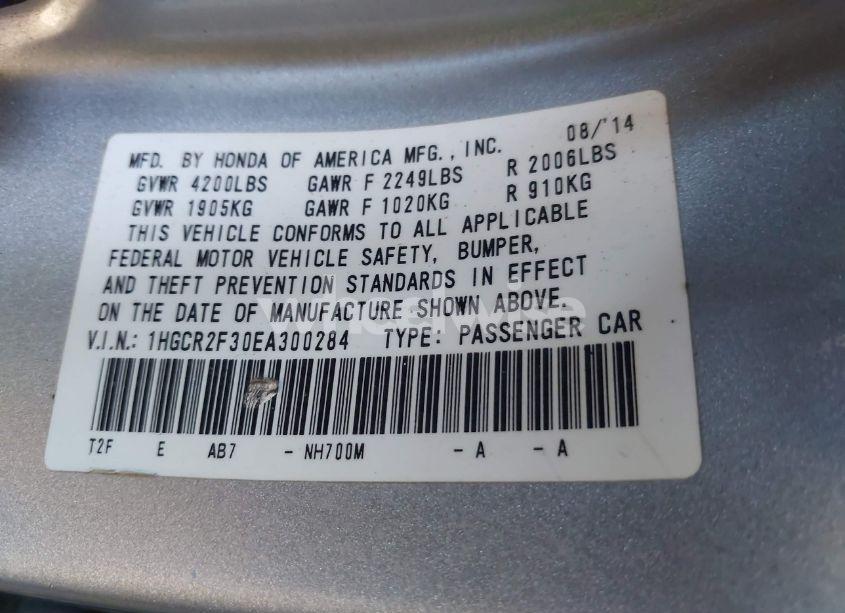 08/'14
MFD. BY HONDA OF AMERICA MFG., INC.
GVWR 4200LBS GAWR F 2249LBS R 2006LBS
GVWR 1905KG GAWR F 1020KG R 910KG
THIS VEHICLE CONFORMS TO ALL APPLICABLE
FEDERAL MOTOR VEHICLE SAFETY, BUMPER,
AND THEFT PREVENTION STANDARDS IN EFFECT
ON THE DATE OF MANUFACTURE SHOWN ABOVE.
wheelwise
V.I.N.: 1HGCR2F30EA300284 TYPE: PASSENGER CAR
T2F E AB7 - NH700M - A - A